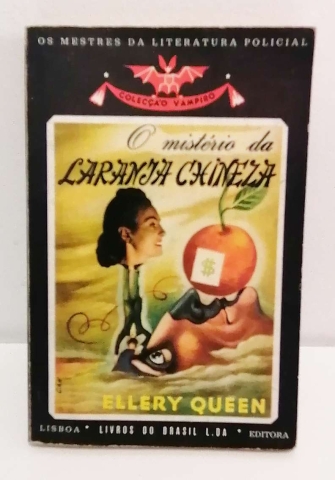 OS MESTRES DA LITERATURA POLICIAL
COLECÇÃO VAMPIRO
O mistério da
LARANJA CHINEZA
$
ELLERY QUEEN
LISBOA * LIVROS DO BRASIL L.DA * EDITORA